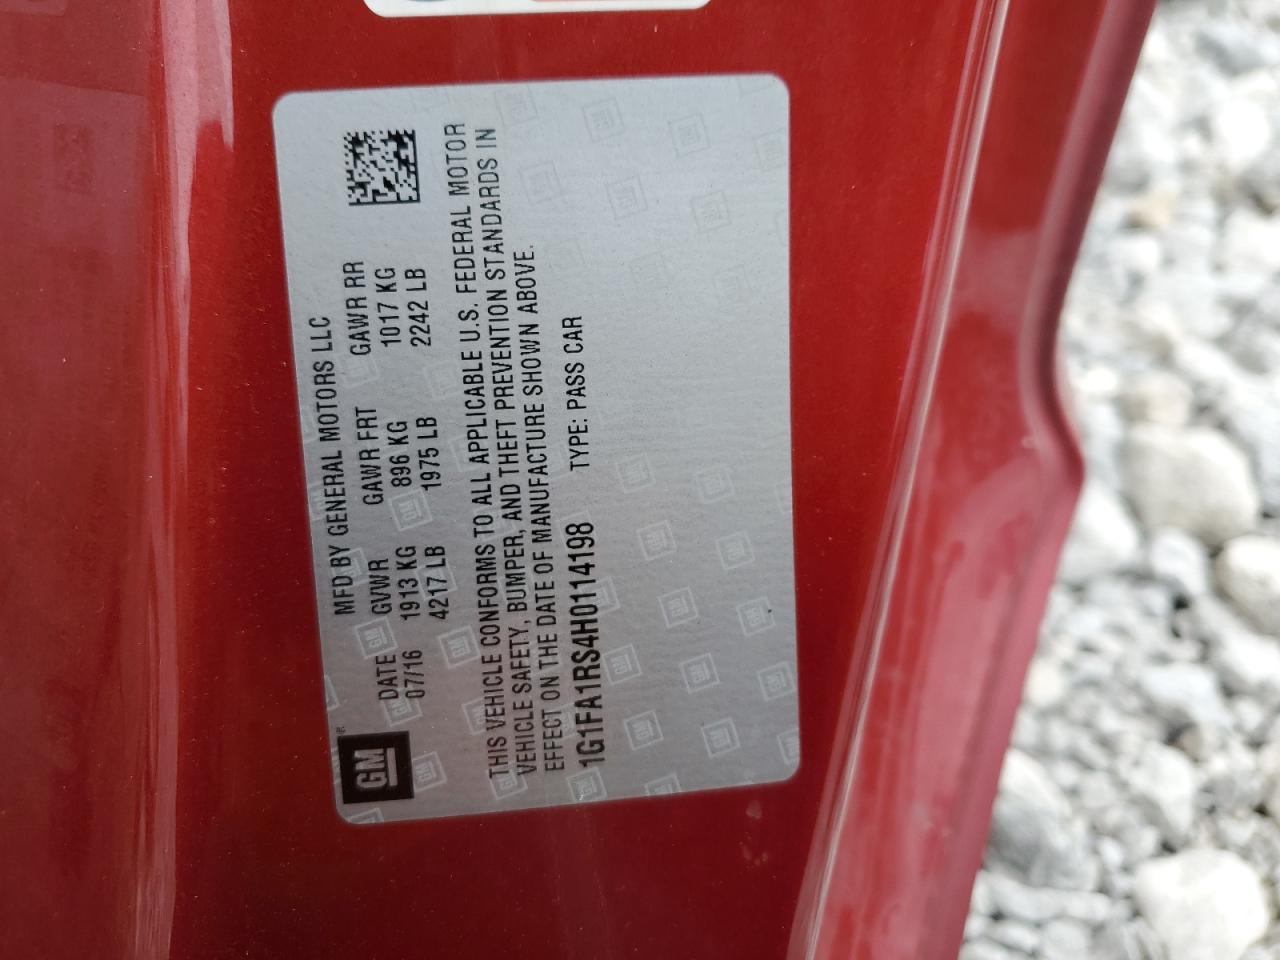 GM
MFD BY GENERAL MOTORS LLC
DATE GVWR GAWR FRT GAWR RR
07/16 1913 KG 896 KG 1017 KG
4217 LB 1975 LB 2242 LB
THIS VEHICLE CONFORMS TO ALL APPLICABLE U.S. FEDERAL MOTOR
VEHICLE SAFETY, BUMPER, AND THEFT PREVENTION STANDARDS IN
EFFECT ON THE DATE OF MANUFACTURE SHOWN ABOVE.
1G1FA1RS4H0114198 TYPE: PASS CAR